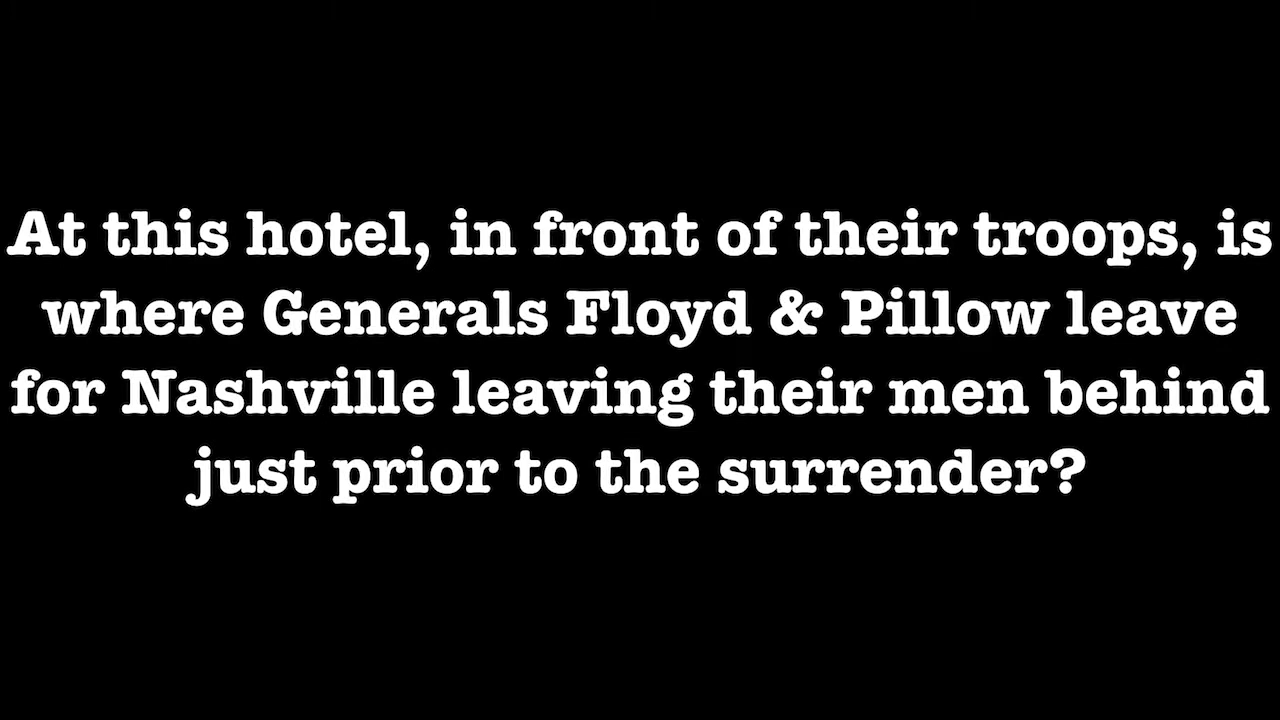 At this hotel, in front of their troops, is
where Generals Floyd & Pillow leave
for Nashville leaving their men behind
just prior to the surrender?